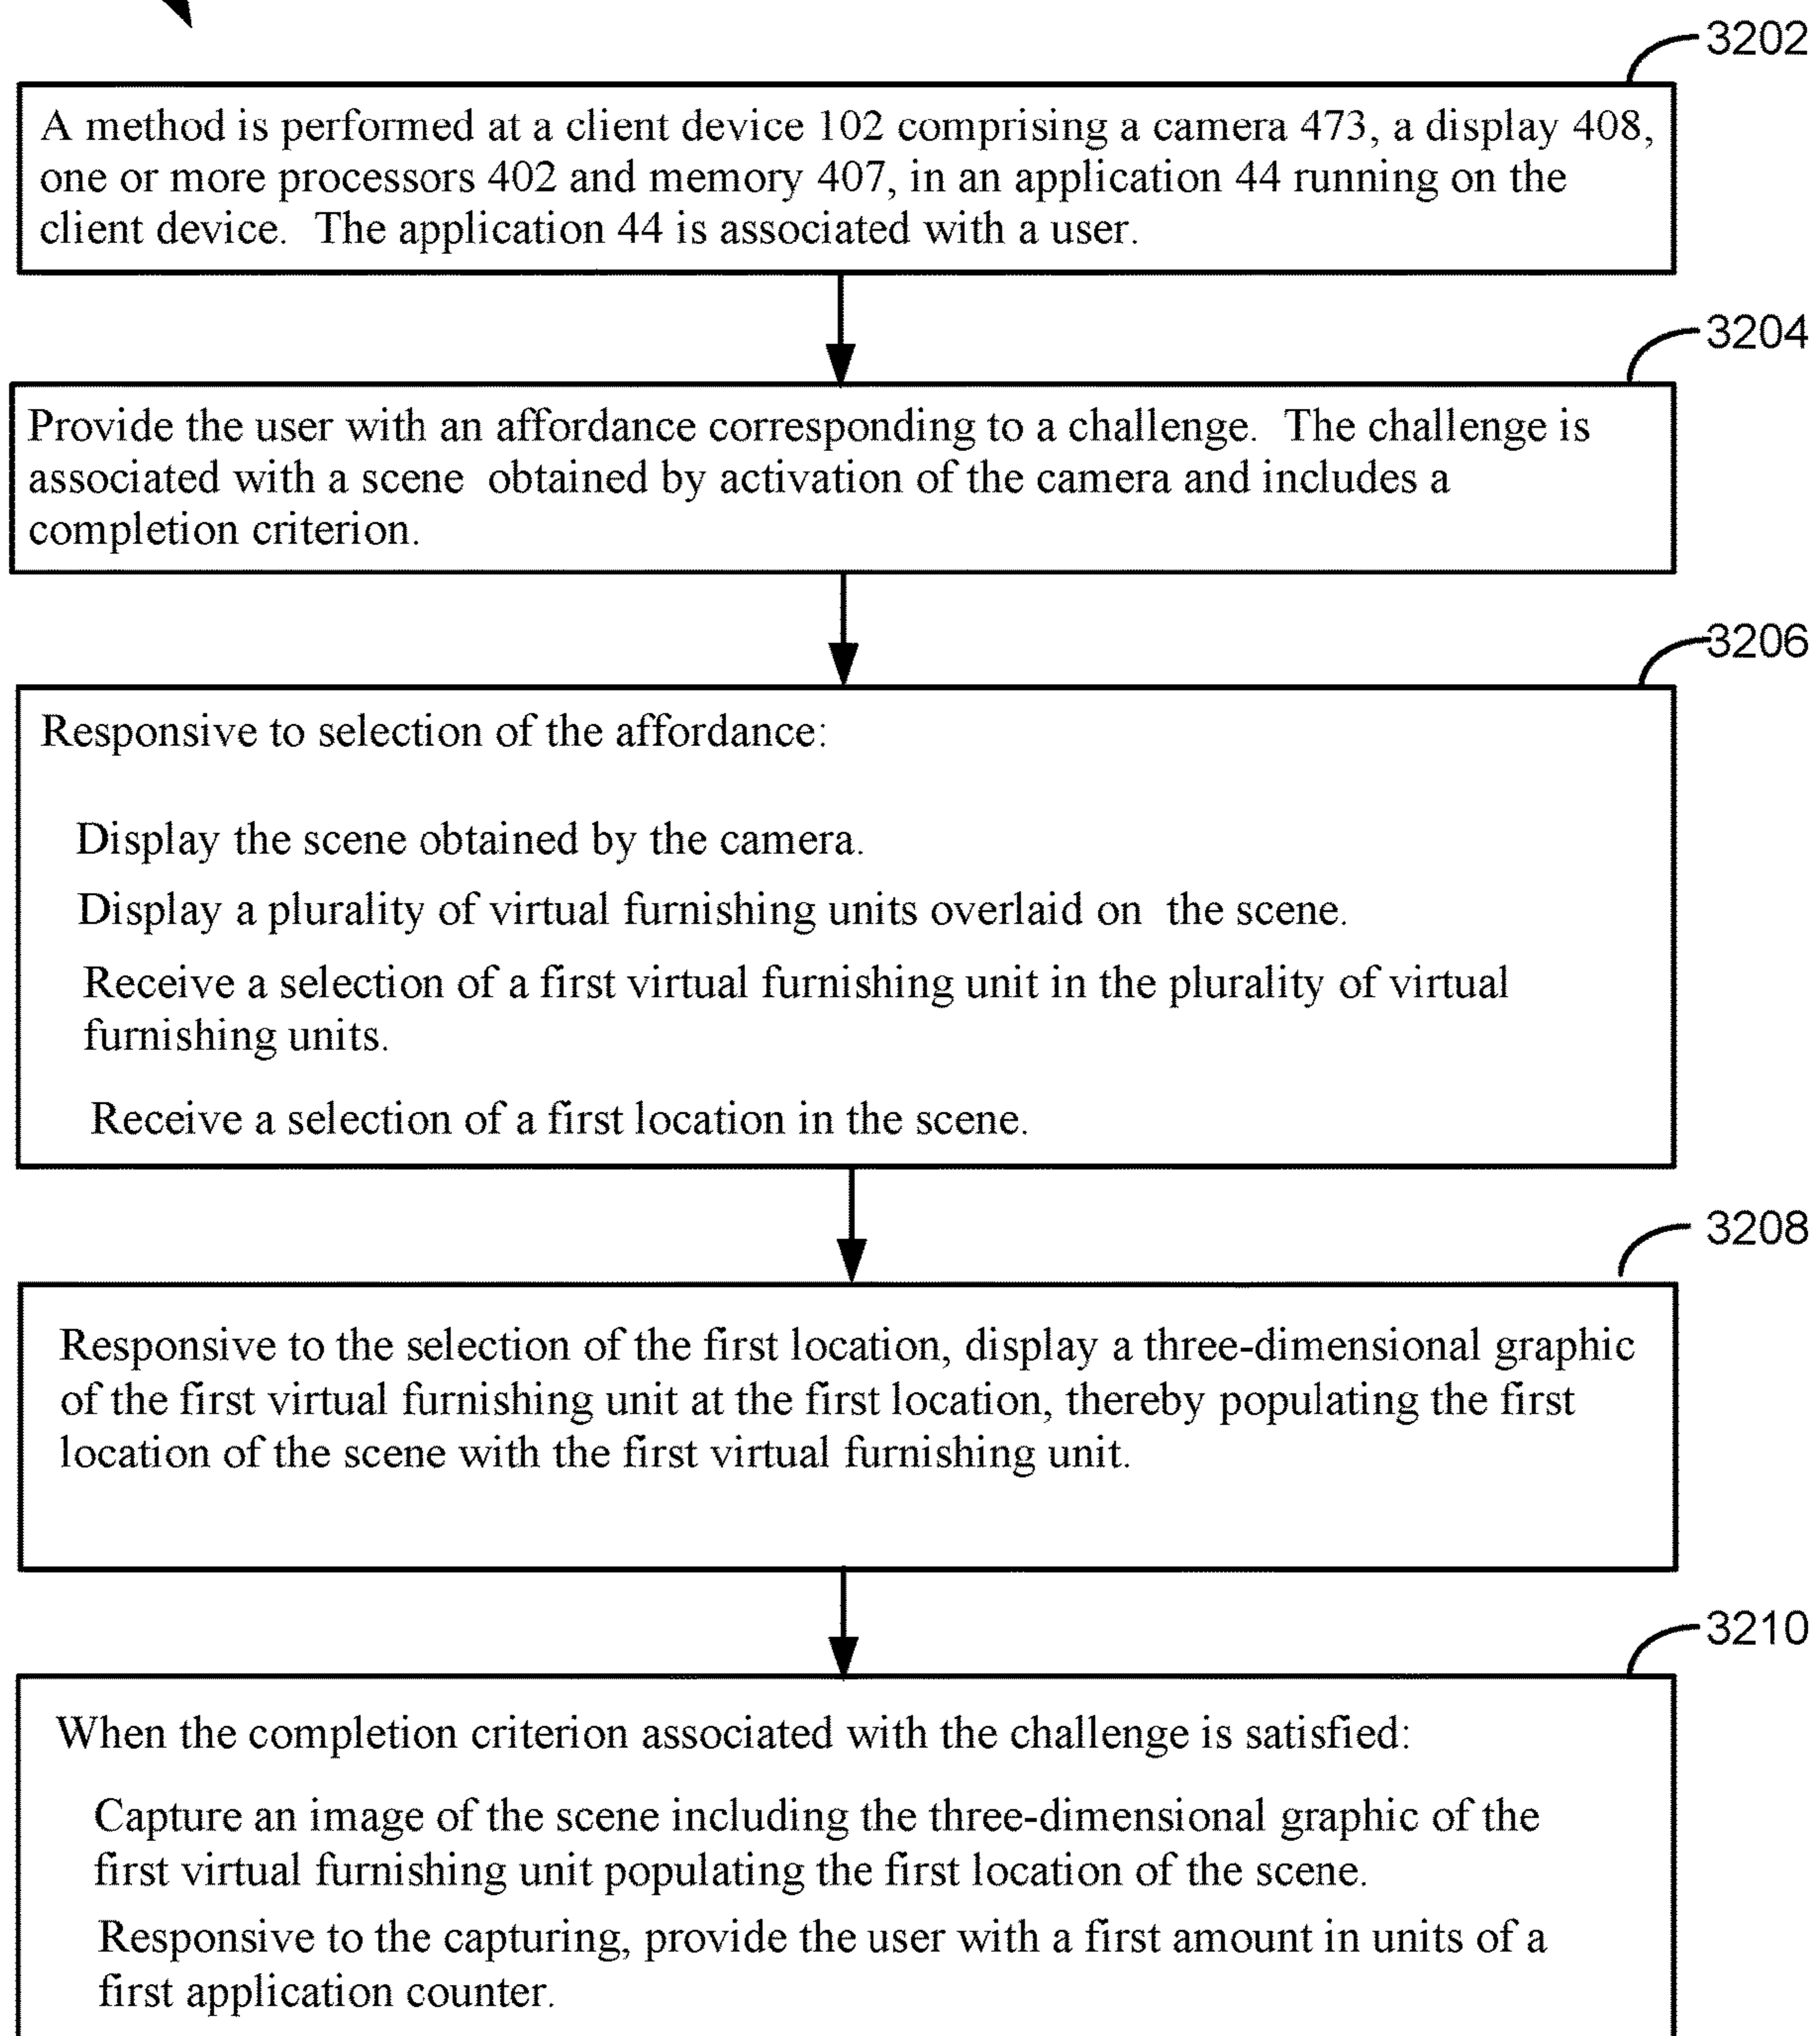 3202
A method is performed at a client device 102 comprising a camera 473, a display 408,
one or more processors 402 and memory 407, in an application 44 running on the
client device.  The application 44 is associated with a user.
3204
Provide the user with an affordance corresponding to a challenge.  The challenge is
associated with a scene  obtained by activation of the camera and includes a
completion criterion.
3206
Responsive to selection of the affordance:
Display the scene obtained by the camera.
Display a plurality of virtual furnishing units overlaid on  the scene.
Receive a selection of a first virtual furnishing unit in the plurality of virtual
furnishing units.
Receive a selection of a first location in the scene.
3208
Responsive to the selection of the first location, display a three-dimensional graphic
of the first virtual furnishing unit at the first location, thereby populating the first
location of the scene with the first virtual furnishing unit.
3210
When the completion criterion associated with the challenge is satisfied:
Capture an image of the scene including the three-dimensional graphic of the
first virtual furnishing unit populating the first location of the scene.
Responsive to the capturing, provide the user with a first amount in units of a
first application counter.